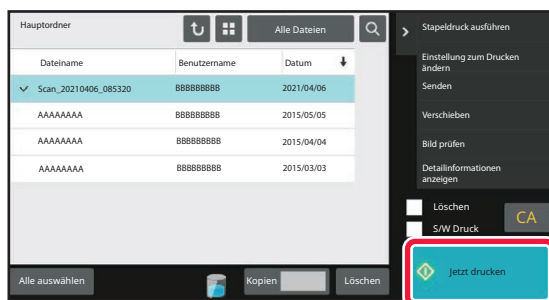 Hauptordner
Alle Dateien
Dateiname Benutzername Datum
Scan_20210406_085320 BBBBBBBBB 2021/04/06
AAAAAAAA BBBBBBBBB 2015/05/05
AAAAAAAA BBBBBBBBB 2015/04/04
AAAAAAAA BBBBBBBBB 2015/03/03
Alle auswählen
Kopien
Löschen
Stapeldruck ausführen
Einstellung zum Drucken
ändern
Senden
Verschieben
Bild prüfen
Detailinformationen
anzeigen
Löschen
S/W Druck
CA
Jetzt drucken